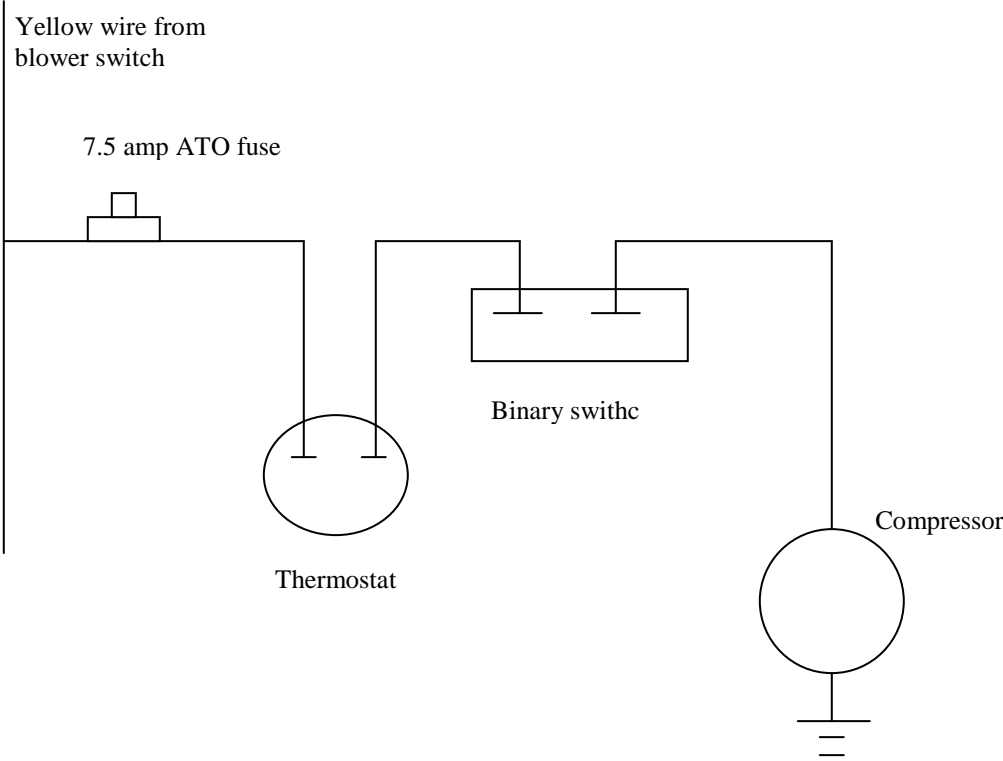 Yellow wire from
blower switch
7.5 amp ATO fuse
Binary swithc
Compressor
Thermostat